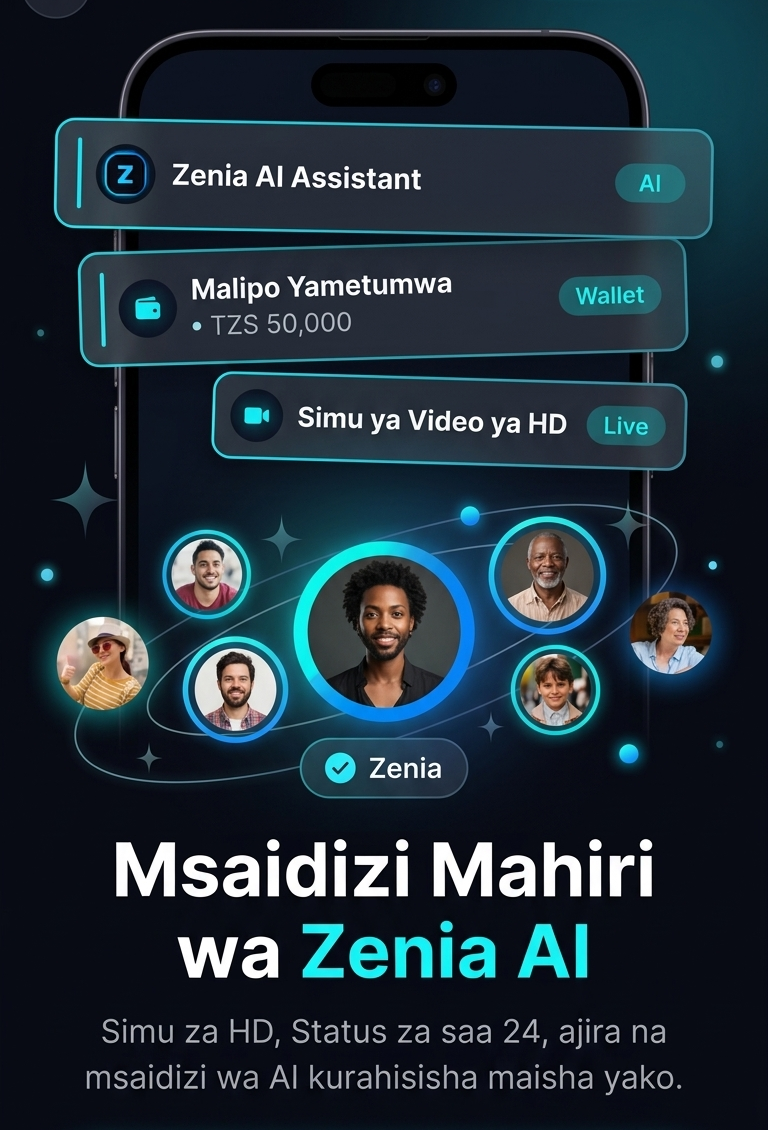 Z
Zenia AI Assistant
AI
Malipo Yametumwa
• TZS 50,000
Wallet
Simu ya Video ya HD
Live
Zenia
Msaidizi Mahiri
wa Zenia AI
Simu za HD, Status za saa 24, ajira na
msaidizi wa AI kurahisisha maisha yako.